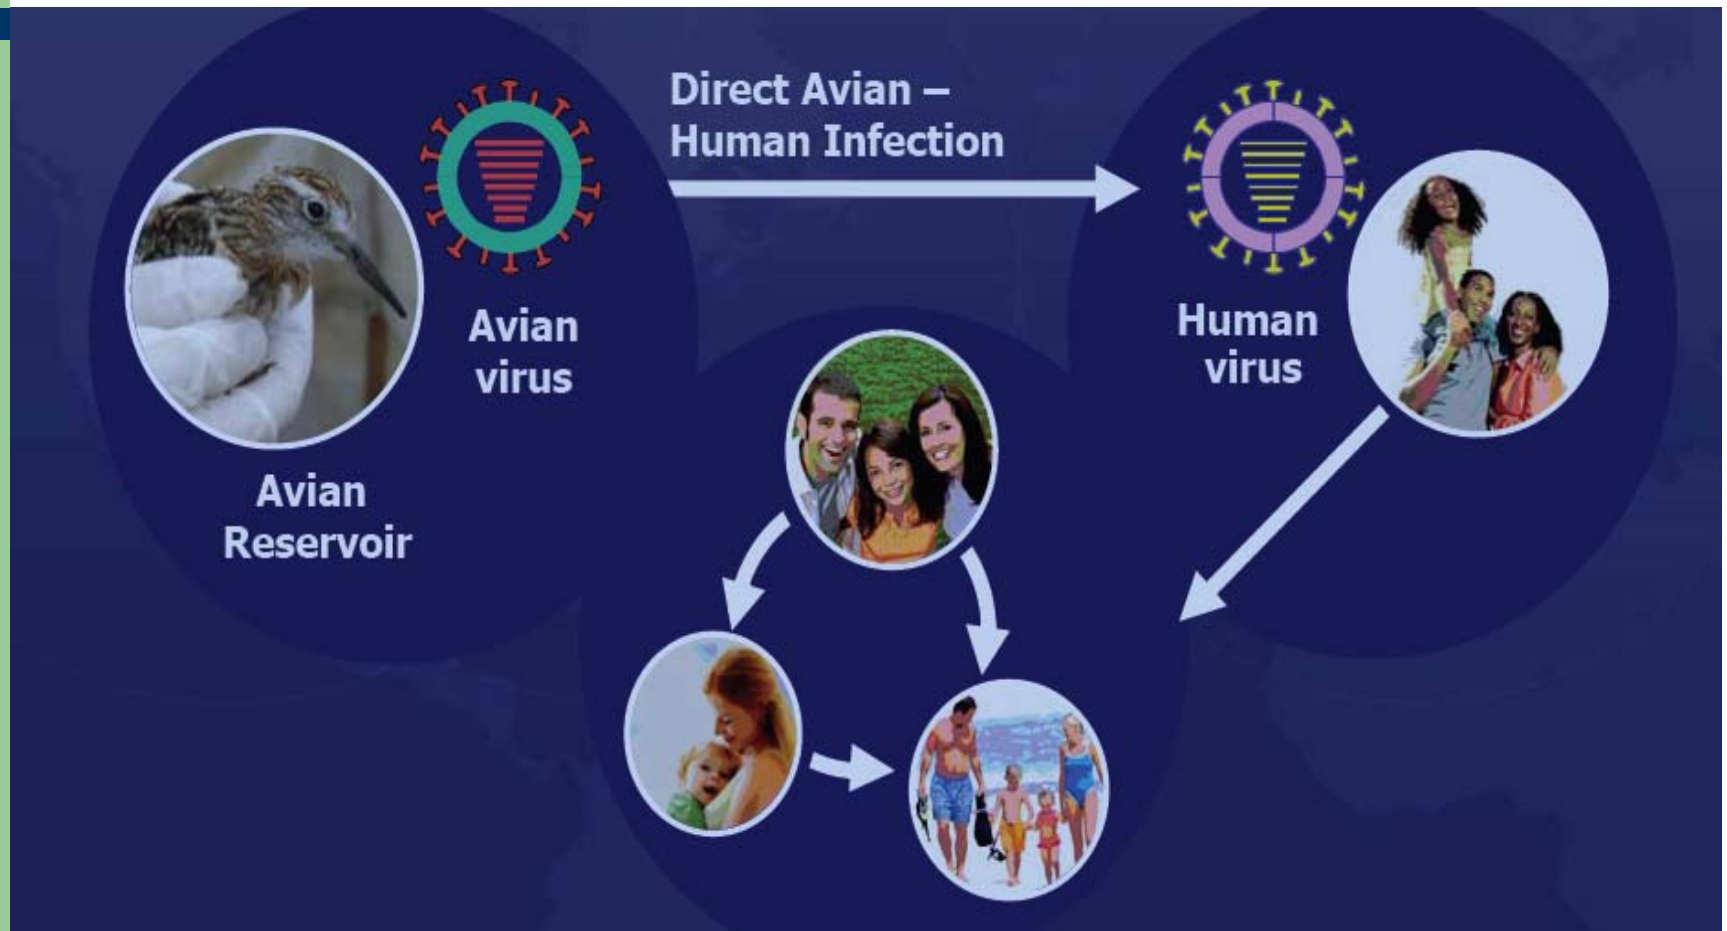 Direct Avian –
Human Infection
Avian
virus
Human
virus
Avian
Reservoir